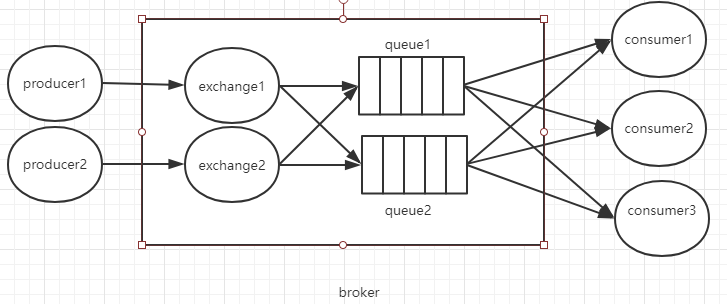 queue1
consumer1
producer1
exchange1
consumer2
producer2
exchange2
queue2
consumer3
broker